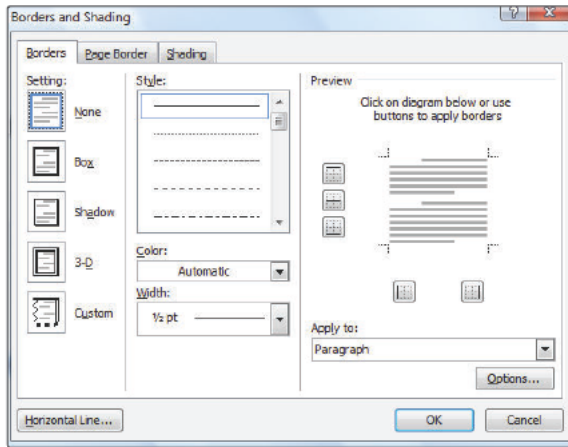 Borders and Shading
Borders
Page Border
Shading
Setting:
None
Box
Shadow
3-D
Custom
Style:
Color:
Automatic
Width:
½ pt
Preview
Click on diagram below or use
buttons to apply borders
Apply to:
Paragraph
Options...
Horizontal Line...
OK
Cancel